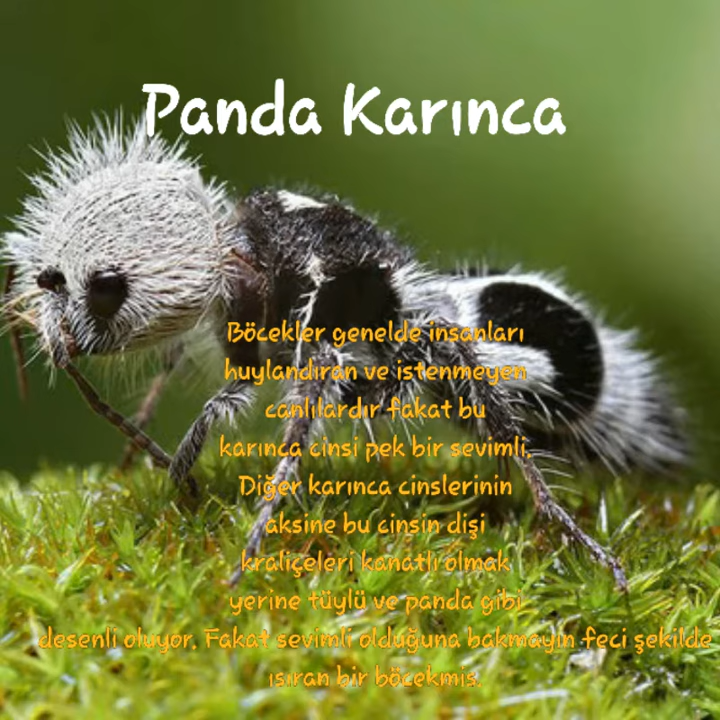 Panda Karınca
Böcekler genelde insanları
huylandıran ve istenmeyen
canlılardır fakat bu
karınca cinsi pek bir sevimli.
Diğer karınca cinslerinin
aksine bu cinsin dişi
kraliçeleri kanatlı olmak
yerine tüylü ve panda gibi
desenli oluyor. Fakat sevimli olduğuna bakmayın feci şekilde
ısıran bir böcekmiş.